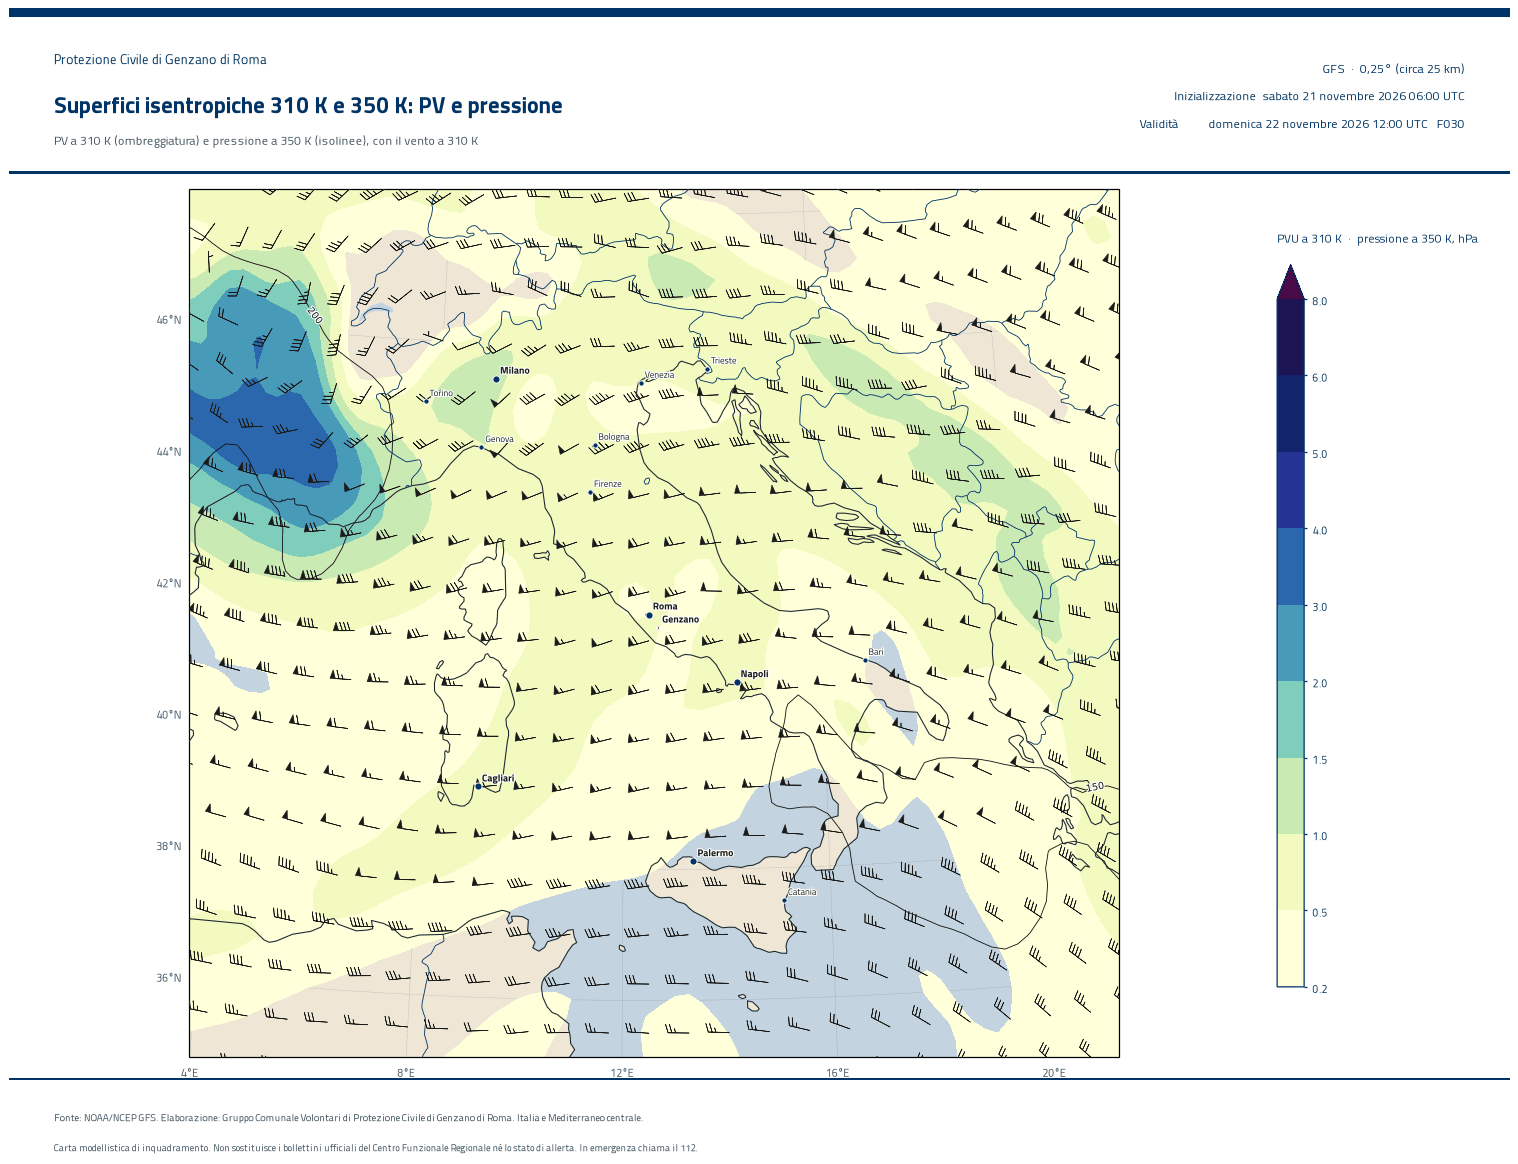 Protezione Civile di Genzano di Roma
Superfici isentropiche 310 K e 350 K: PV e pressione
PV a 310 K (ombreggiatura) e pressione a 350 K (isolinee), con il vento a 310 K
GFS · 0,25° (circa 25 km)
Inizializzazione sabato 21 novembre 2026 06:00 UTC
Validità domenica 22 novembre 2026 12:00 UTC F030
PVU a 310 K · pressione a 350 K, hPa
8.0
6.0
5.0
4.0
3.0
2.0
1.5
1.0
0.5
0.2
46°N
44°N
42°N
40°N
38°N
36°N
4°E
8°E
12°E
16°E
20°E
200
150
Milano
Torino
Venezia
Trieste
Genova
Bologna
Firenze
Roma
Genzano
Napoli
Bari
Cagliari
Palermo
Catania
Fonte: NOAA/NCEP GFS. Elaborazione: Gruppo Comunale Volontari di Protezione Civile di Genzano di Roma. Italia e Mediterraneo centrale.
Carta modellistica di inquadramento. Non sostituisce i bollettini ufficiali del Centro Funzionale Regionale né lo stato di allerta. In emergenza chiama il 112.